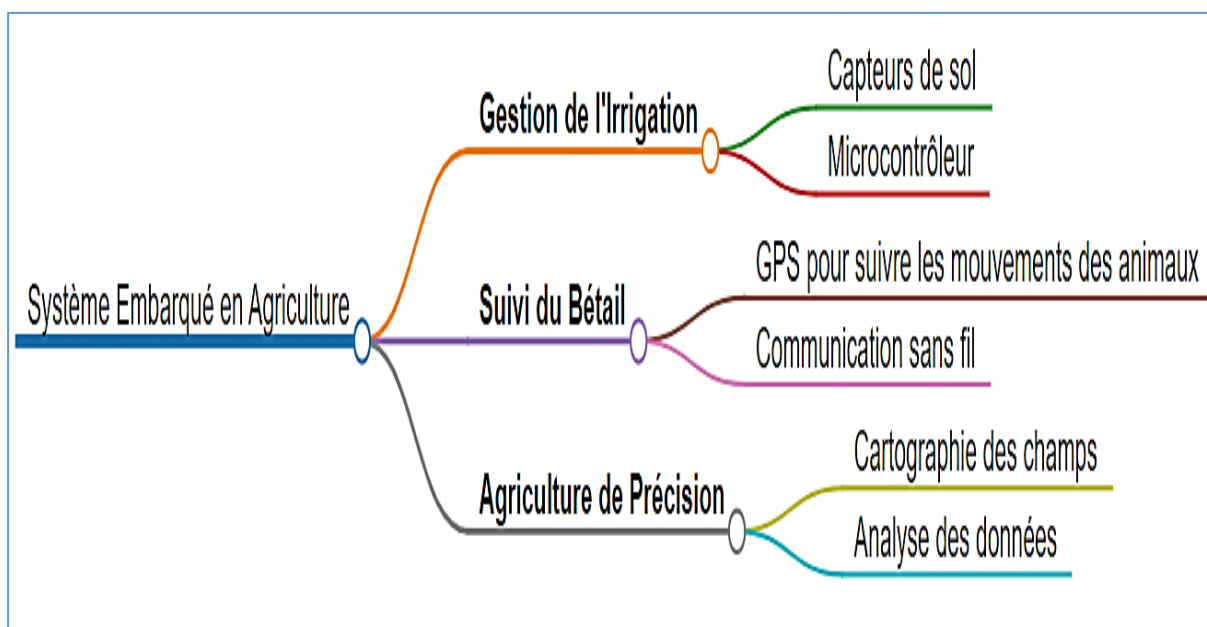 Système Embarqué en Agriculture
Gestion de l'Irrigation
Capteurs de sol
Microcontrôleur
Suivi du Bétail
GPS pour suivre les mouvements des animaux
Communication sans fil
Agriculture de Précision
Cartographie des champs
Analyse des données